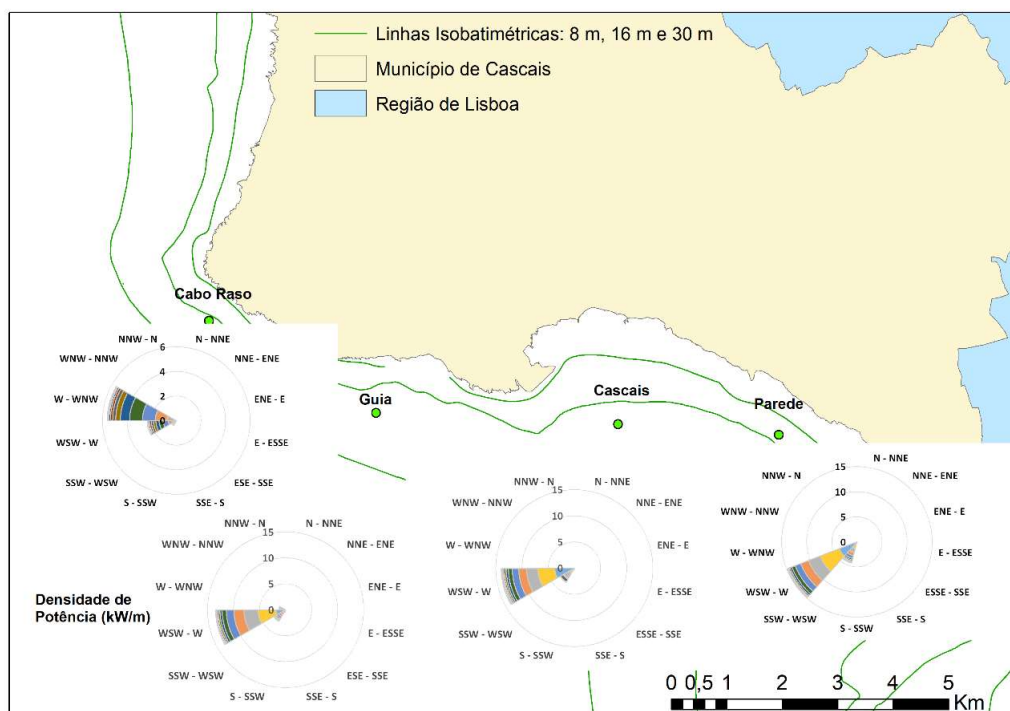 Linhas Isobatimétricas: 8 m, 16 m e 30 m
Município de Cascais
Região de Lisboa
Cabo Raso
Guia
Cascais
Parede
NNW - N
N - NNE
WNW - NNW
NNE - ENE
W - WNW
ENE - E
WSW - W
E - ESSE
SSW - WSW
ESE - SSE
S - SSW
SSE - S
6
4
2
0
NNW - N
N - NNE
WNW - NNW
NNE - ENE
W - WNW
ENE - E
WSW - W
E - ESSE
SSW - WSW
ESE - SSE
S - SSW
SSE - S
15
10
5
0
NNW - N
N - NNE
WNW - NNW
NNE - ENE
W - WNW
ENE - E
WSW - W
E - ESSE
SSW - WSW
ESSE - SSE
S - SSW
SSE - S
15
10
5
0
N - NNE
NNW - N
NNE - ENE
WNW - NNW
ENE - E
W - WNW
E - ESSE
WSW - W
ESSE - SSE
SSW - WSW
SSE - S
S - SSW
15
10
5
0
Densidade de
Potência (kW/m)
0 0,5 1 2 3 4 5
Km